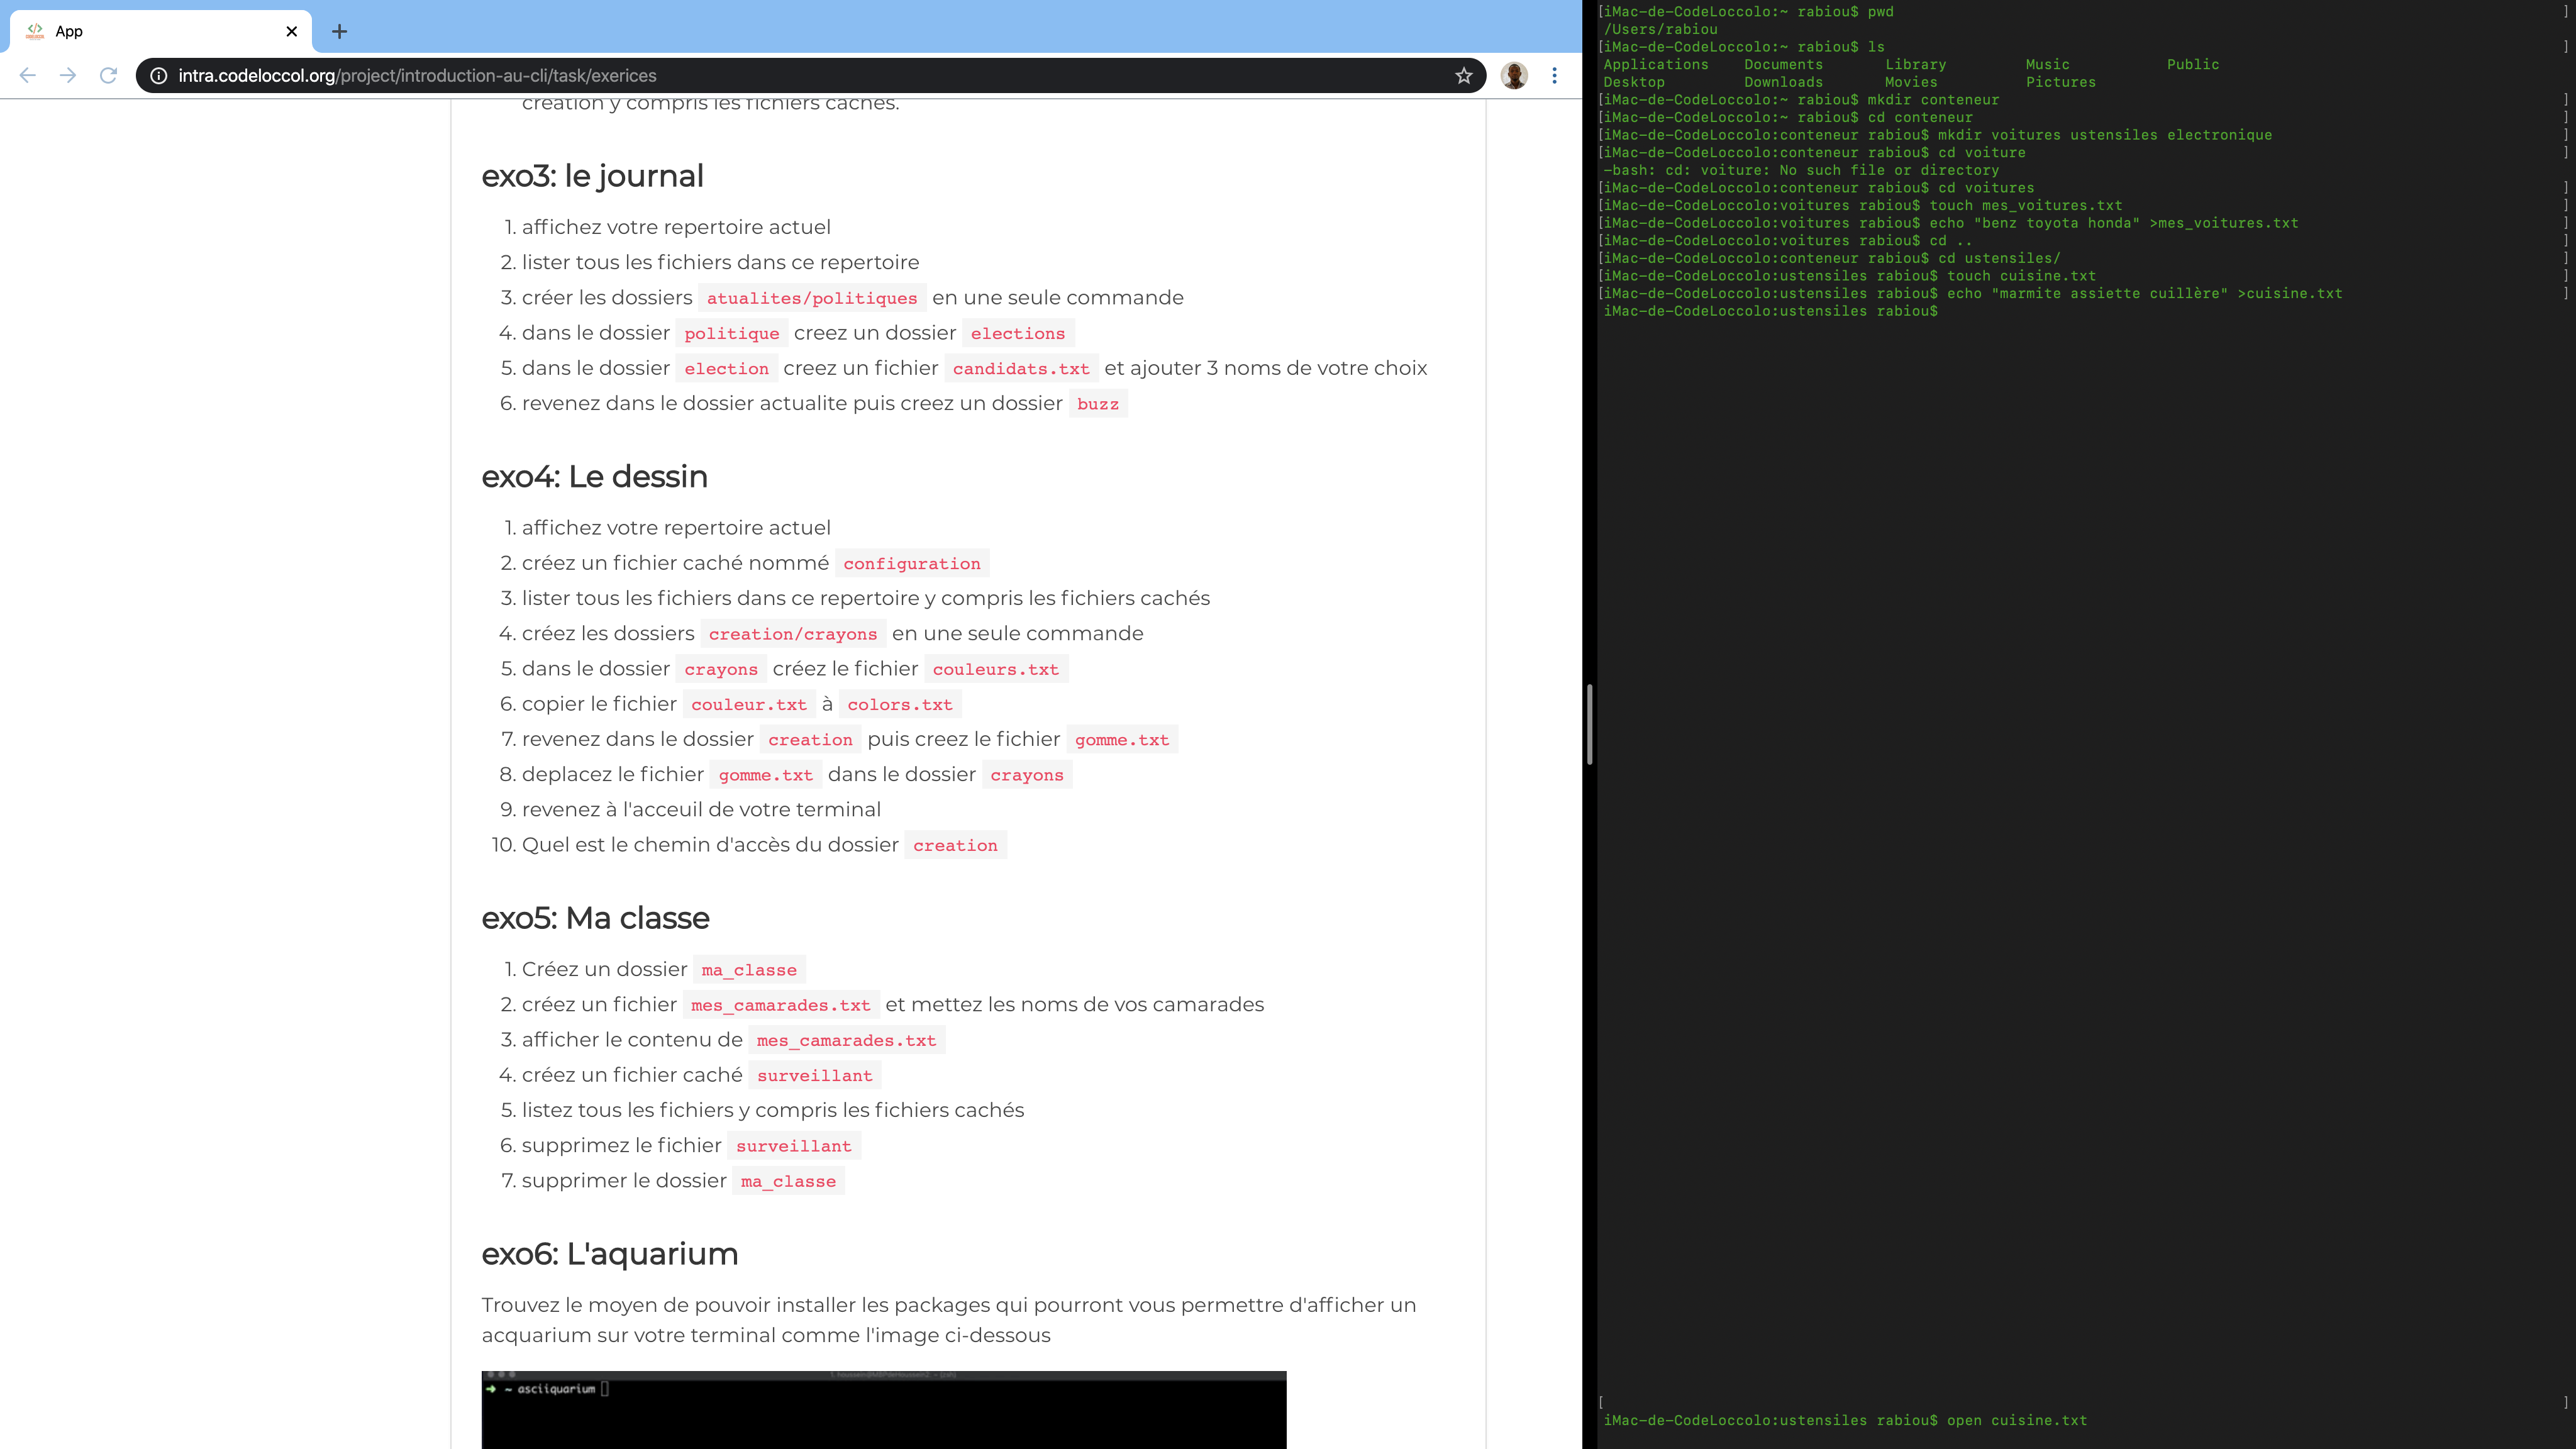 App
intra.codeloccol.org/project/introduction-au-cli/task/exerices
creation y compris les fichiers cachés.
exo3: le journal
1. affichez votre repertoire actuel
2. lister tous les fichiers dans ce repertoire
3. créer les dossiers atualites/politiques en une seule commande
4. dans le dossier politique creez un dossier elections
5. dans le dossier election creez un fichier candidats.txt et ajouter 3 noms de votre choix
6. revenez dans le dossier actualite puis creez un dossier buzz
exo4: Le dessin
1. affichez votre repertoire actuel
2. créez un fichier caché nommé configuration
3. lister tous les fichiers dans ce repertoire y compris les fichiers cachés
4. créez les dossiers creation/crayons en une seule commande
5. dans le dossier crayons créez le fichier couleurs.txt
6. copier le fichier couleur.txt à colors.txt
7. revenez dans le dossier creation puis creez le fichier gomme.txt
8. deplacez le fichier gomme.txt dans le dossier crayons
9. revenez à l'acceuil de votre terminal
10. Quel est le chemin d'accès du dossier creation
exo5: Ma classe
1. Créez un dossier ma_classe
2. créez un fichier mes_camarades.txt et mettez les noms de vos camarades
3. afficher le contenu de mes_camarades.txt
4. créez un fichier caché surveillant
5. listez tous les fichiers y compris les fichiers cachés
6. supprimez le fichier surveillant
7. supprimer le dossier ma_classe
exo6: L'aquarium
Trouvez le moyen de pouvoir installer les packages qui pourront vous permettre d'afficher un
acquarium sur votre terminal comme l'image ci-dessous
➜ ~ asciiquarium
[iMac-de-CodeLoccolo:~ rabiou$ pwd ]
/Users/rabiou
[iMac-de-CodeLoccolo:~ rabiou$ ls ]
Applications Documents Library Music Public
Desktop Downloads Movies Pictures
[iMac-de-CodeLoccolo:~ rabiou$ mkdir conteneur ]
[iMac-de-CodeLoccolo:~ rabiou$ cd conteneur ]
[iMac-de-CodeLoccolo:conteneur rabiou$ mkdir voitures ustensiles electronique ]
[iMac-de-CodeLoccolo:conteneur rabiou$ cd voiture ]
-bash: cd: voiture: No such file or directory
[iMac-de-CodeLoccolo:conteneur rabiou$ cd voitures ]
[iMac-de-CodeLoccolo:voitures rabiou$ touch mes_voitures.txt ]
[iMac-de-CodeLoccolo:voitures rabiou$ echo "benz toyota honda" >mes_voitures.txt ]
[iMac-de-CodeLoccolo:voitures rabiou$ cd .. ]
[iMac-de-CodeLoccolo:conteneur rabiou$ cd ustensiles/ ]
[iMac-de-CodeLoccolo:ustensiles rabiou$ touch cuisine.txt ]
[iMac-de-CodeLoccolo:ustensiles rabiou$ echo "marmite assiette cuillère" >cuisine.txt ]
iMac-de-CodeLoccolo:ustensiles rabiou$
[ ]
iMac-de-CodeLoccolo:ustensiles rabiou$ open cuisine.txt